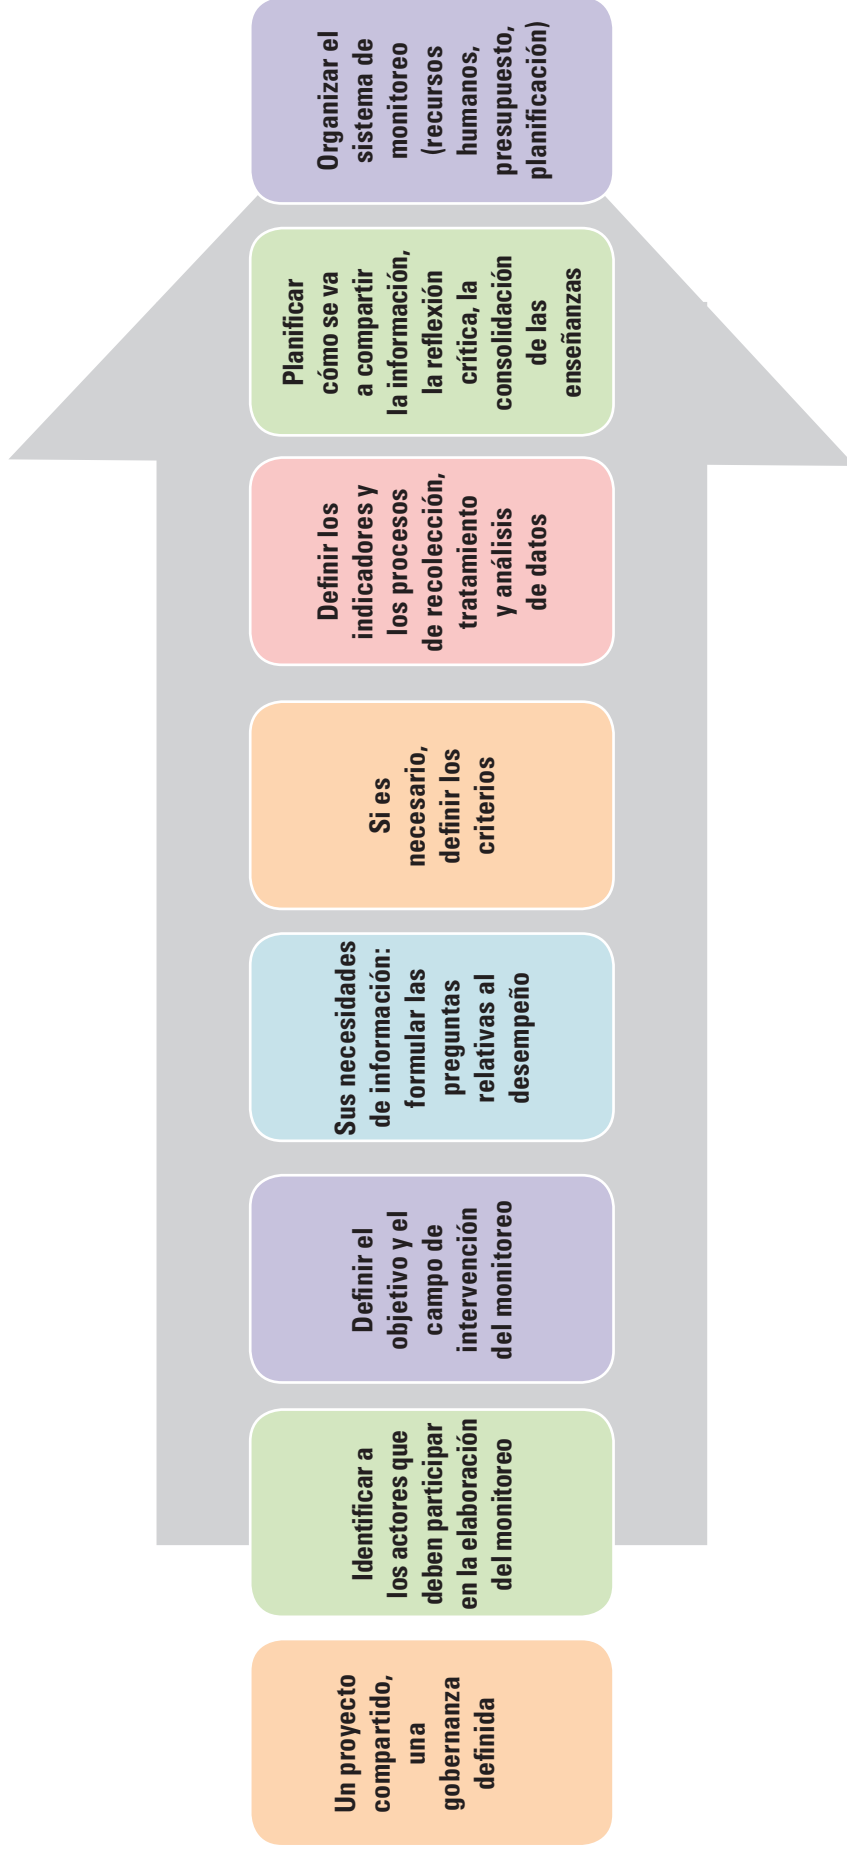 Un proyecto
compartido,
una
gobernanza
definida
Identificar a
los actores que
deben participar
en la elaboración
del monitoreo
Definir el
objetivo y el
campo de
intervención
del monitoreo
Sus necesidades
de información:
formular las
preguntas
relativas al
desempeño
Si es
necesario,
definir los
criterios
Definir los
indicadores y
los procesos
de recolección,
tratamiento
y análisis
de datos
Planificar
cómo se va
a compartir
la información,
la reflexión
crítica, la
consolidación
de las
enseñanzas
Organizar el
sistema de
monitoreo
(recursos
humanos,
presupuesto,
planificación)